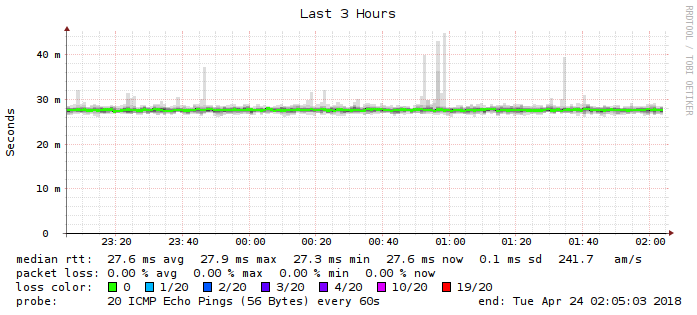 Last 3 Hours
RRDTOOL / TOBI OETIKER
Seconds
40 m
30 m
20 m
10 m
0
23:20 23:40 00:00 00:20 00:40 01:00 01:20 01:40 02:00
median rtt: 27.6 ms avg 27.9 ms max 27.3 ms min 27.6 ms now 0.1 ms sd 241.7 am/s
packet loss: 0.00 % avg 0.00 % max 0.00 % min 0.00 % now
loss color: 0 1/20 2/20 3/20 4/20 10/20 19/20
probe: 20 ICMP Echo Pings (56 Bytes) every 60s end: Tue Apr 24 02:05:03 2018